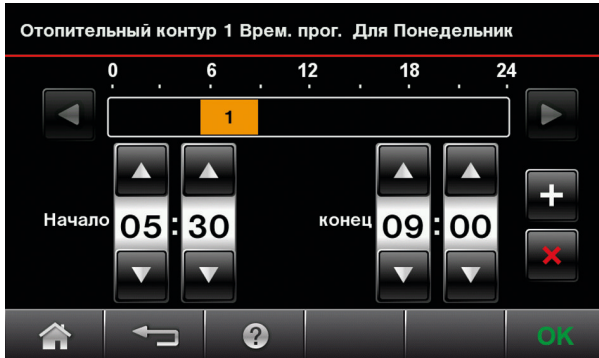 Отопительный контур 1 Врем. прог. Для Понедельник
0 6 12 18 24
1
Начало 05 : 30 конец 09 : 00
OK